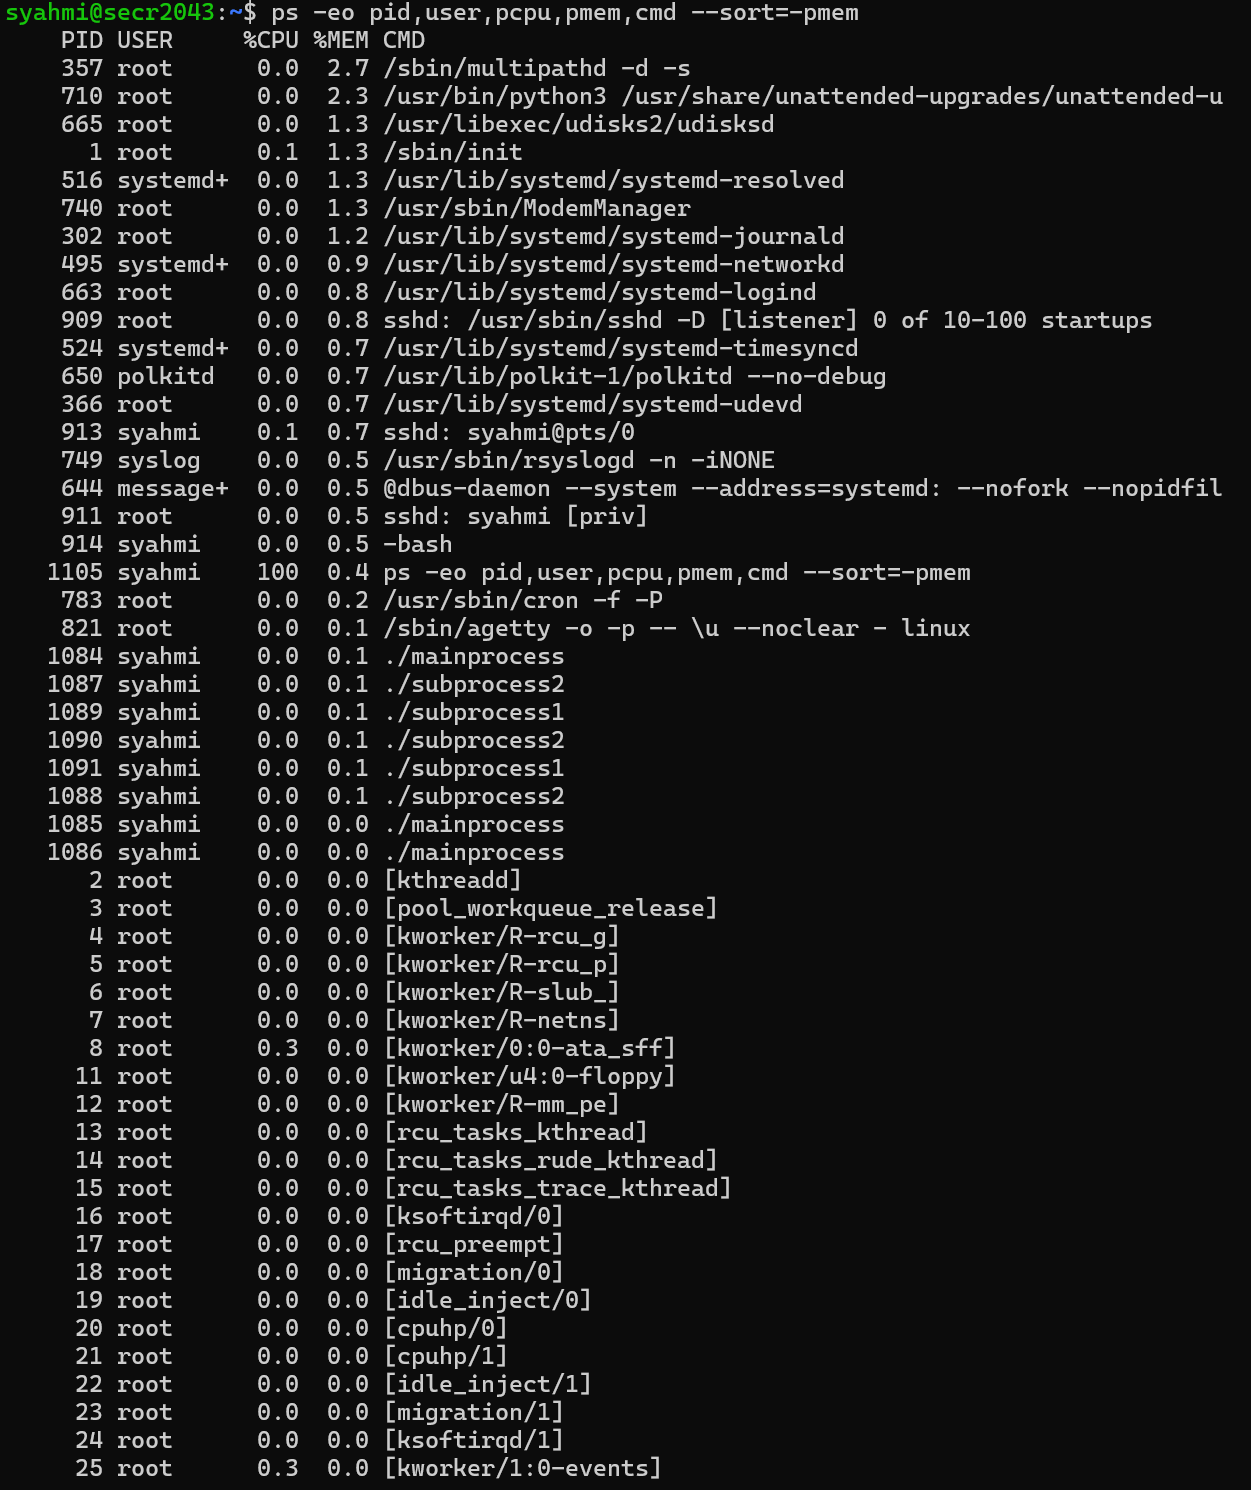 syahmi@secr2043:~$ ps -eo pid,user,pcpu,pmem,cmd --sort=-pmem
    PID USER     %CPU %MEM CMD
    357 root      0.0  2.7 /sbin/multipathd -d -s
    710 root      0.0  2.3 /usr/bin/python3 /usr/share/unattended-upgrades/unattended-u
    665 root      0.0  1.3 /usr/libexec/udisks2/udisksd
      1 root      0.1  1.3 /sbin/init
    516 systemd+  0.0  1.3 /usr/lib/systemd/systemd-resolved
    740 root      0.0  1.3 /usr/sbin/ModemManager
    302 root      0.0  1.2 /usr/lib/systemd/systemd-journald
    495 systemd+  0.0  0.9 /usr/lib/systemd/systemd-networkd
    663 root      0.0  0.8 /usr/lib/systemd/systemd-logind
    909 root      0.0  0.8 sshd: /usr/sbin/sshd -D [listener] 0 of 10-100 startups
    524 systemd+  0.0  0.7 /usr/lib/systemd/systemd-timesyncd
    650 polkitd   0.0  0.7 /usr/lib/polkit-1/polkitd --no-debug
    366 root      0.0  0.7 /usr/lib/systemd/systemd-udevd
    913 syahmi    0.1  0.7 sshd: syahmi@pts/0
    749 syslog    0.0  0.5 /usr/sbin/rsyslogd -n -iNONE
    644 message+  0.0  0.5 @dbus-daemon --system --address=systemd: --nofork --nopidfil
    911 root      0.0  0.5 sshd: syahmi [priv]
    914 syahmi    0.0  0.5 -bash
   1105 syahmi    100  0.4 ps -eo pid,user,pcpu,pmem,cmd --sort=-pmem
    783 root      0.0  0.2 /usr/sbin/cron -f -P
    821 root      0.0  0.1 /sbin/agetty -o -p -- \u --noclear - linux
   1084 syahmi    0.0  0.1 ./mainprocess
   1087 syahmi    0.0  0.1 ./subprocess2
   1089 syahmi    0.0  0.1 ./subprocess1
   1090 syahmi    0.0  0.1 ./subprocess2
   1091 syahmi    0.0  0.1 ./subprocess1
   1088 syahmi    0.0  0.1 ./subprocess2
   1085 syahmi    0.0  0.0 ./mainprocess
   1086 syahmi    0.0  0.0 ./mainprocess
      2 root      0.0  0.0 [kthreadd]
      3 root      0.0  0.0 [pool_workqueue_release]
      4 root      0.0  0.0 [kworker/R-rcu_g]
      5 root      0.0  0.0 [kworker/R-rcu_p]
      6 root      0.0  0.0 [kworker/R-slub_]
      7 root      0.0  0.0 [kworker/R-netns]
      8 root      0.3  0.0 [kworker/0:0-ata_sff]
     11 root      0.0  0.0 [kworker/u4:0-floppy]
     12 root      0.0  0.0 [kworker/R-mm_pe]
     13 root      0.0  0.0 [rcu_tasks_kthread]
     14 root      0.0  0.0 [rcu_tasks_rude_kthread]
     15 root      0.0  0.0 [rcu_tasks_trace_kthread]
     16 root      0.0  0.0 [ksoftirqd/0]
     17 root      0.0  0.0 [rcu_preempt]
     18 root      0.0  0.0 [migration/0]
     19 root      0.0  0.0 [idle_inject/0]
     20 root      0.0  0.0 [cpuhp/0]
     21 root      0.0  0.0 [cpuhp/1]
     22 root      0.0  0.0 [idle_inject/1]
     23 root      0.0  0.0 [migration/1]
     24 root      0.0  0.0 [ksoftirqd/1]
     25 root      0.3  0.0 [kworker/1:0-events]